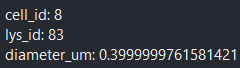 cell_id: 8
lys_id: 83
diameter_um: 0.3999999761581421